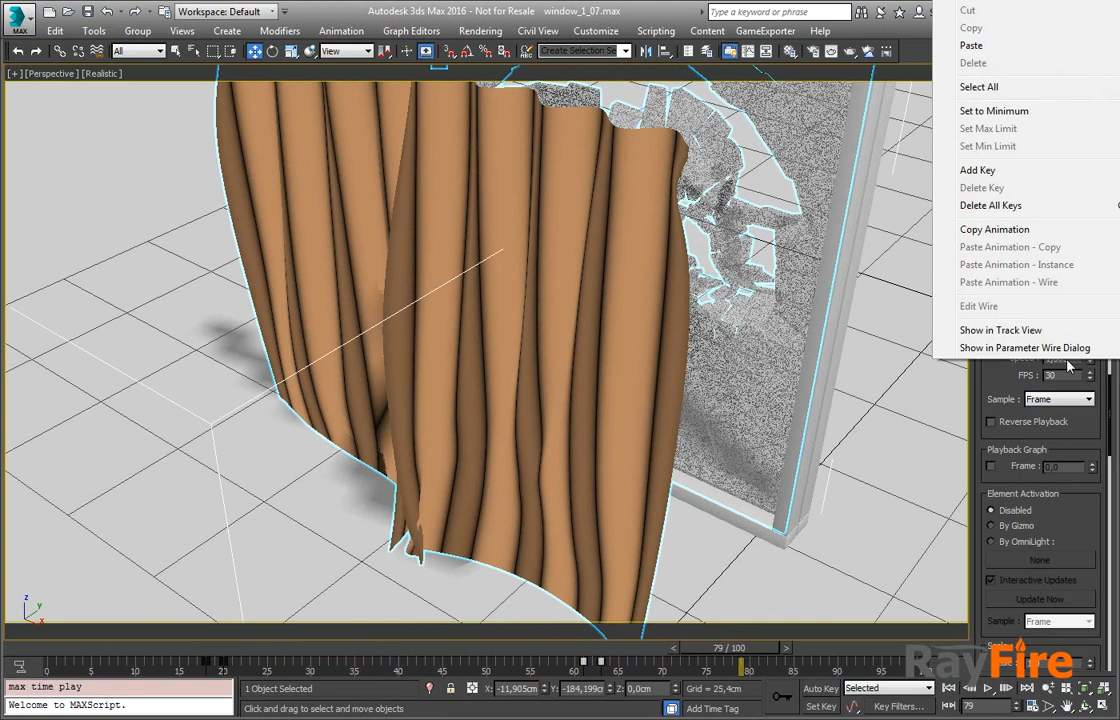 Workspace: Default
Autodesk 3ds Max 2016 - Not for Resale window_1_07.max
Type a keyword or phrase
MAX
Edit Tools Group Views Create Modifiers Animation Graph Editors Rendering Civil View Customize Scripting Content GameExporter Help
All
View
Create Selection Se
[+] [Perspective] [Realistic]
Cut
Copy
Paste
Delete
Select All
Set to Minimum
Set Max Limit
Set Min Limit
Add Key
Delete Key
Delete All Keys
Copy Animation
Paste Animation - Copy
Paste Animation - Instance
Paste Animation - Wire
Edit Wire
Show in Track View
Show in Parameter Wire Dialog
FPS : 30
Sample : Frame
Reverse Playback
Playback Graph
Frame : 0,0
Element Activation
Disabled
By Gizmo
By OmniLight :
None
Interactive Updates
Update Now
Sample : Frame
z
y
x
RayFire
79 / 100
0 5 10 15 20 25 30 35 40 45 50 55 60 65 70 75 80 85 90 95
max time play
Welcome to MAXScript.
1 Object Selected
X: -11,905cm Y: -184,199cm Z: 0,0cm
Grid = 25,4cm
Auto Key Selected
Click and drag to select and move objects
Add Time Tag
Set Key Key Filters...
79